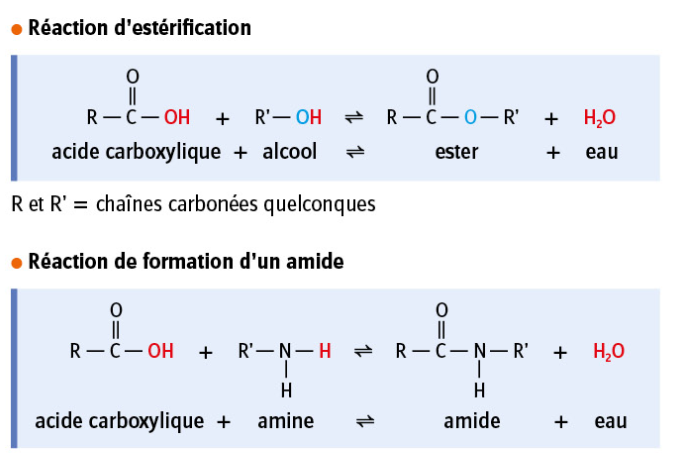 • Réaction d’estérification
O
||
R — C — OH + R'— OH ⇌ R — C — O — R' + H₂O
acide carboxylique + alcool ⇌ ester + eau
R et R' = chaînes carbonées quelconques
• Réaction de formation d’un amide
O
||
R — C — OH + R'— N — H ⇌ R — C — N — R' + H₂O
|
H
acide carboxylique + amine ⇌ amide + eau